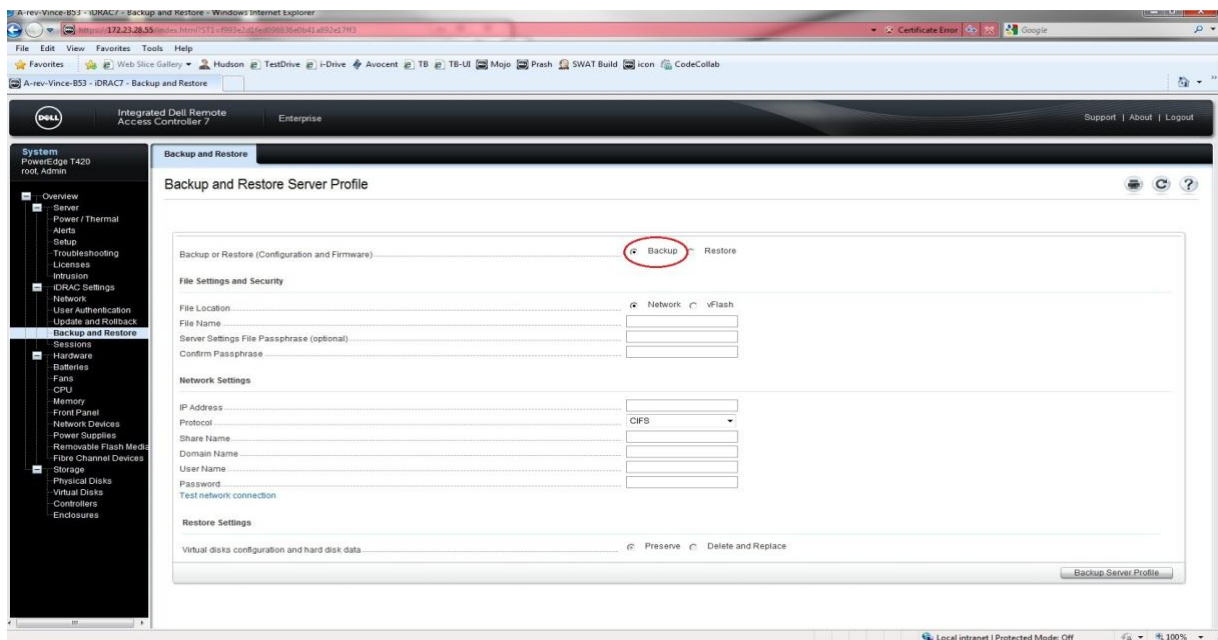 A-rev-Vince-B53 - iDRAC7 - Backup and Restore - Windows Internet Explorer
172.23.28.55
Certificate Error
Google
File Edit View Favorites Tools Help
Favorites Web Slice Gallery Hudson TestDrive i-Drive Avocent TB TB-UI Mojo Prash SWAT Build icon CodeCollab
A-rev-Vince-B53 - iDRAC7 - Backup and Restore
DELL
Integrated Dell Remote
Access Controller 7
Enterprise
Support | About | Logout
System
PowerEdge T420
root, Admin
Overview
Server
Power / Thermal
Alerts
Setup
Troubleshooting
Licenses
Intrusion
iDRAC Settings
Network
User Authentication
Update and Rollback
Backup and Restore
Sessions
Hardware
Batteries
Fans
CPU
Memory
Front Panel
Network Devices
Power Supplies
Removable Flash Media
Fibre Channel Devices
Storage
Physical Disks
Virtual Disks
Controllers
Enclosures
Backup and Restore
Backup and Restore Server Profile
Backup or Restore (Configuration and Firmware) Backup Restore
File Settings and Security
File Location Network vFlash
File Name
Server Settings File Passphrase (optional)
Confirm Passphrase
Network Settings
IP Address
Protocol CIFS
Share Name
Domain Name
User Name
Password
Test network connection
Restore Settings
Virtual disks configuration and hard disk data Preserve Delete and Replace
Backup Server Profile
Local intranet | Protected Mode: Off
100%